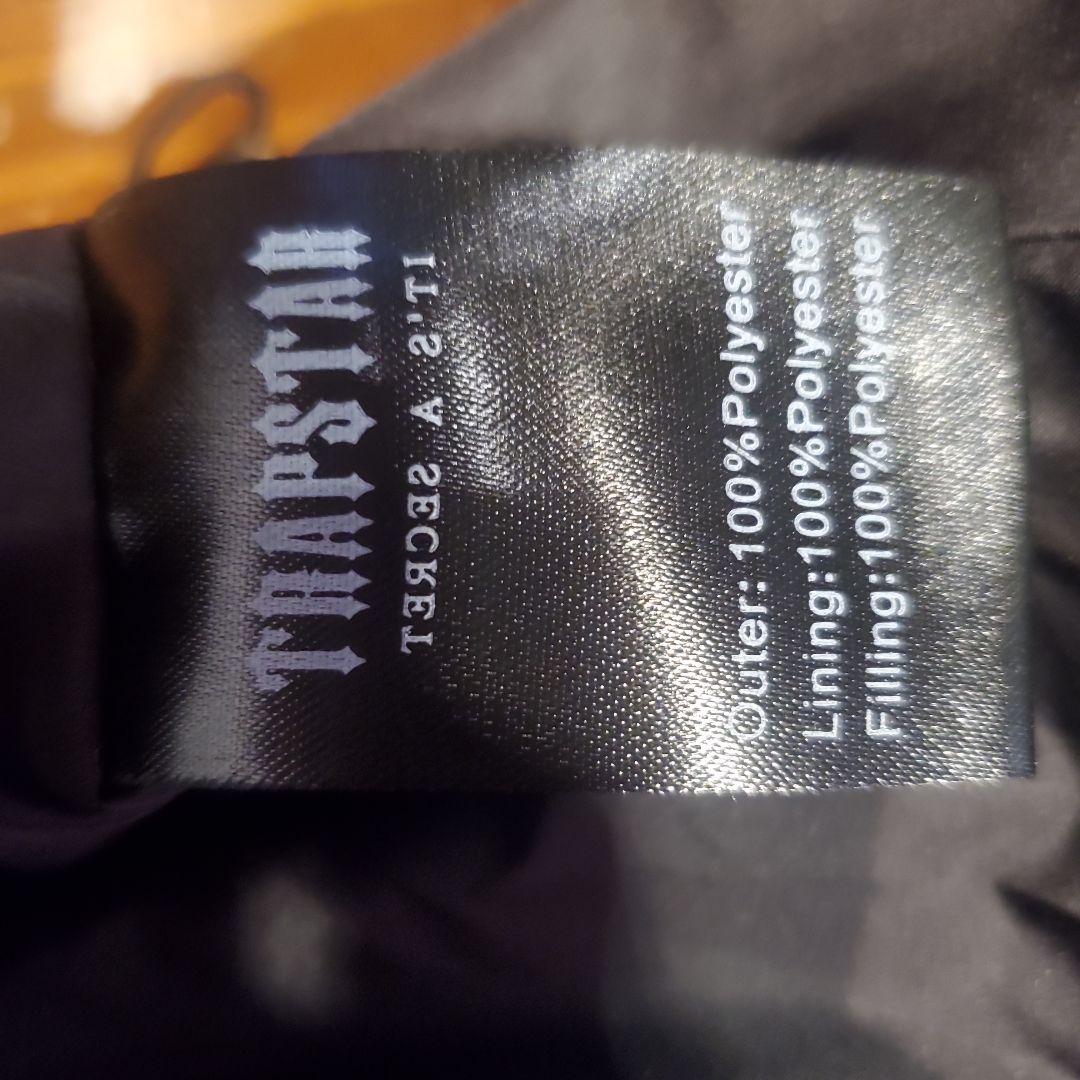 TRAPSTAR
IT'S A SECRET
Outer: 100%Polyester
Lining:100%Polyester
Filling:100%Polyester